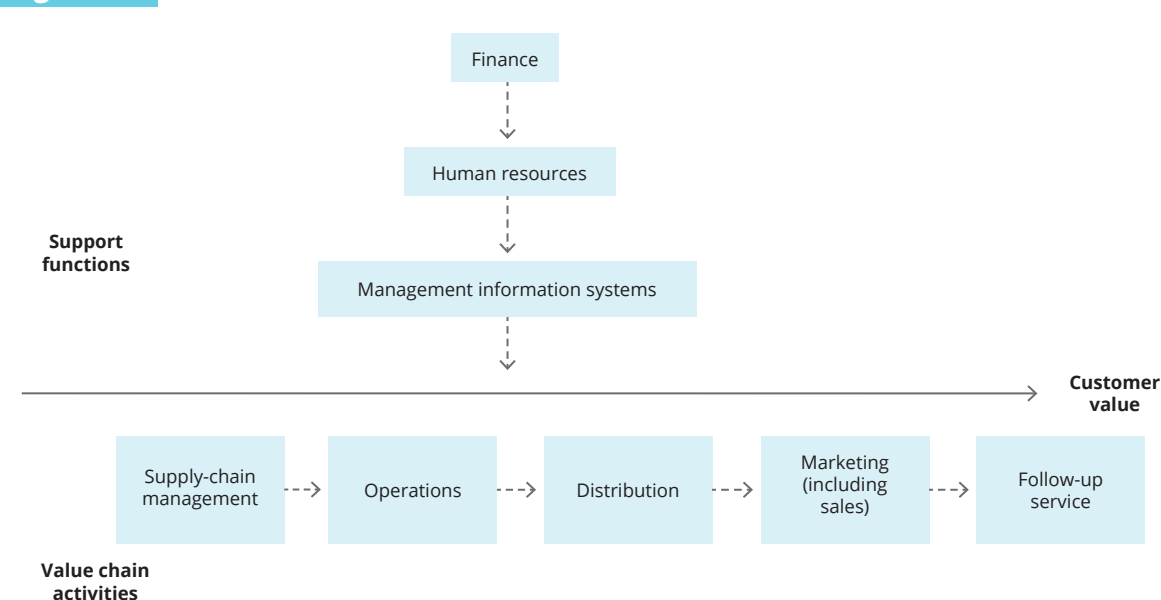 Finance
Human resources
Support
functions
Management information systems
Customer
value
Supply-chain
management
Operations
Distribution
Marketing
(including
sales)
Follow-up
service
Value chain
activities